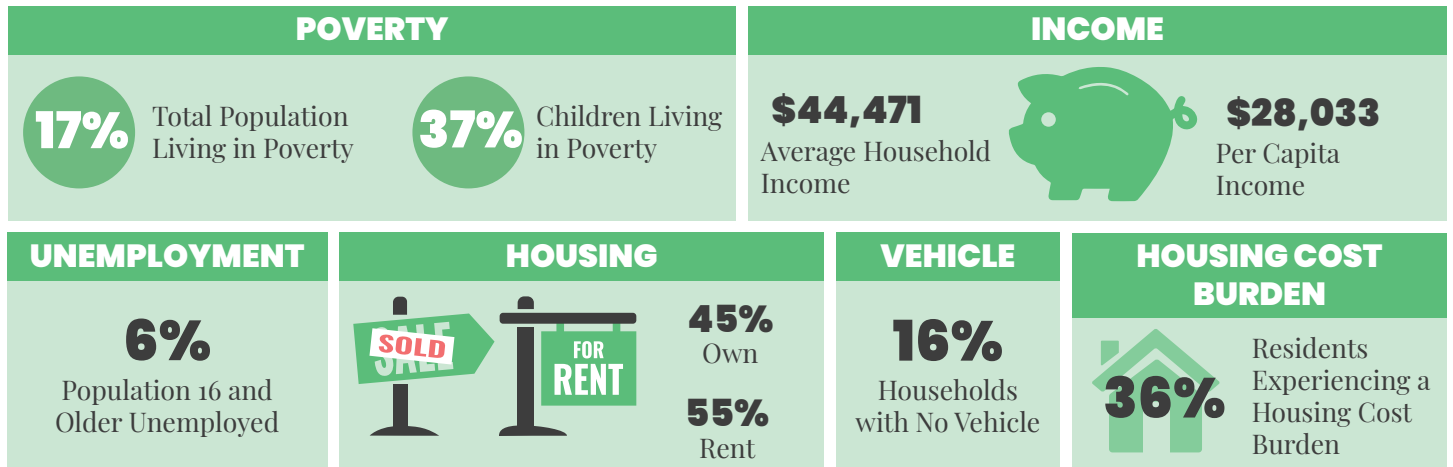 POVERTY
17%
Total Population
Living in Poverty
37%
Children Living
in Poverty
INCOME
$44,471
Average Household
Income
$28,033
Per Capita
Income
UNEMPLOYMENT
6%
Population 16 and
Older Unemployed
HOUSING
SALE
SOLD
FOR
RENT
45%
Own
55%
Rent
VEHICLE
16%
Households
with No Vehicle
HOUSING COST
BURDEN
36%
Residents
Experiencing a
Housing Cost
Burden